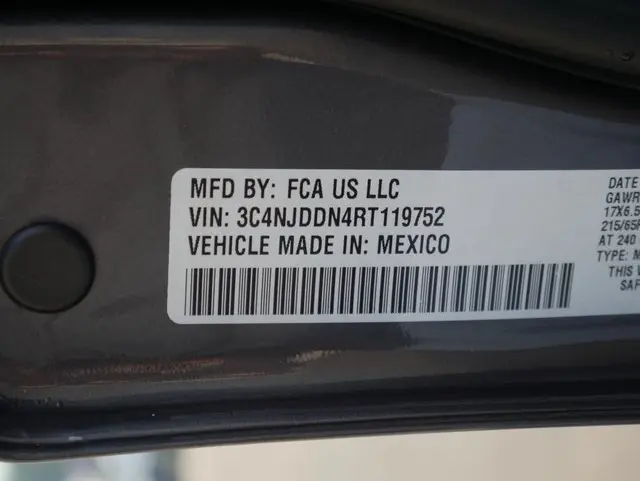 MFD BY: FCA US LLC
VIN: 3C4NJDDN4RT119752
VEHICLE MADE IN: MEXICO
DATE
GAWR
17X6.5
215/65R
AT 240
TYPE: M
THIS V
SAF